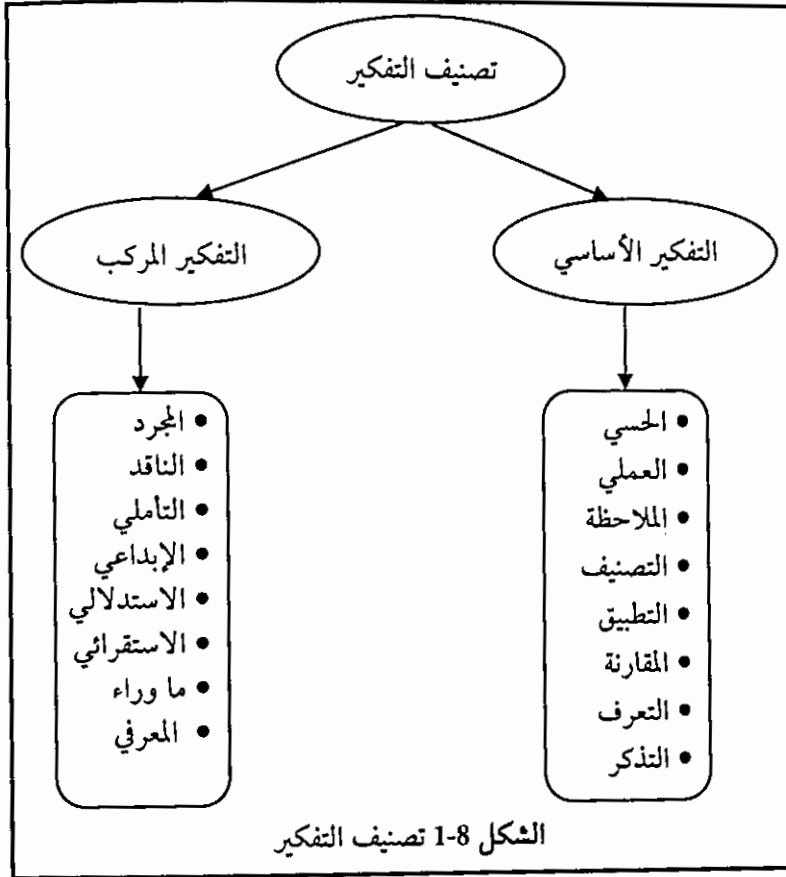 تصنيف التفكير
التفكير الأساسي
التفكير المركب
• الحسي
• العملي
• الملاحظة
• التصنيف
• التطبيق
• المقارنة
• التعرف
• التذكر
• المجرد
• الناقد
• التأملي
• الإبداعي
• الاستدلالي
• الاستقرائي
• ما وراء
• المعرفي
الشكل 8-1 تصنيف التفكير